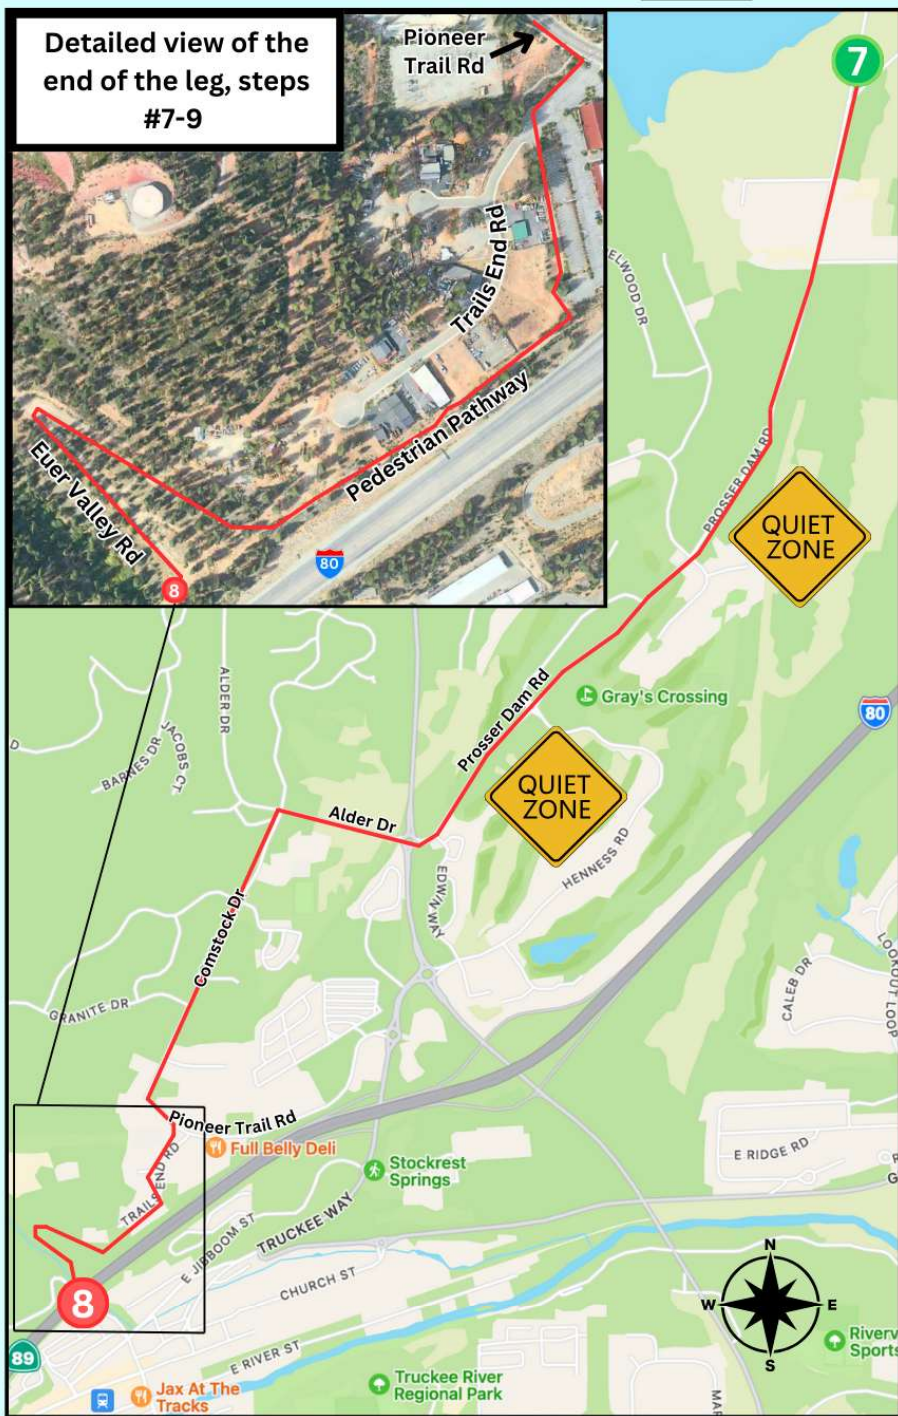 Detailed view of the
end of the leg, steps
#7-9
Pioneer
Trail Rd
7
Trails End Rd
Pedestrian Pathway
Euer Valley Rd
80
8
ELWOOD DR
PROSSER DAM RD
QUIET
ZONE
Gray's Crossing
80
Prosser Dam Rd
ALDER DR
JACOBS CT
BARNES DR
D
QUIET
ZONE
Alder Dr
HENNESS RD
EDWIN WAY
Comstock Dr
GRANITE DR
CALEB DR
LOOKOUT LOOP
Pioneer Trail Rd
Full Belly Deli
E RIDGE RD
Stockrest
Springs
TRAILS END RD
TRUCKEE WAY
E JIBBOOM ST
CHURCH ST
8
N
W
E
S
89
E RIVER ST
Riverv
Sports
Truckee River
Regional Park
Jax At The
Tracks
MAR